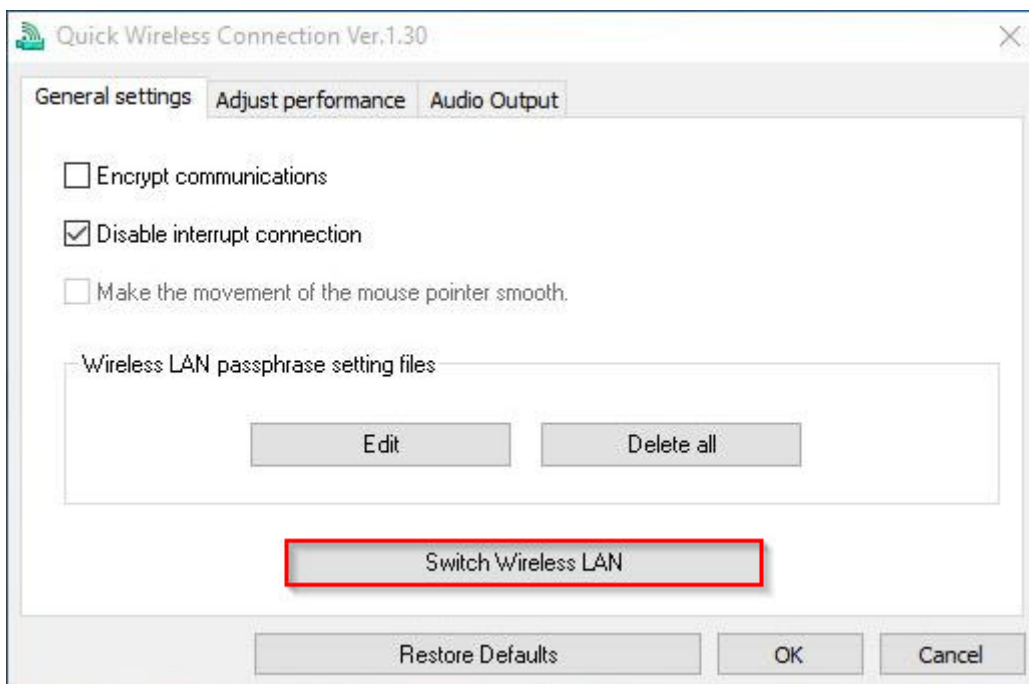 Quick Wireless Connection Ver.1.30
General settings Adjust performance Audio Output
Encrypt communications
Disable interrupt connection
Make the movement of the mouse pointer smooth.
Wireless LAN passphrase setting files
Edit Delete all
Switch Wireless LAN
Restore Defaults OK Cancel